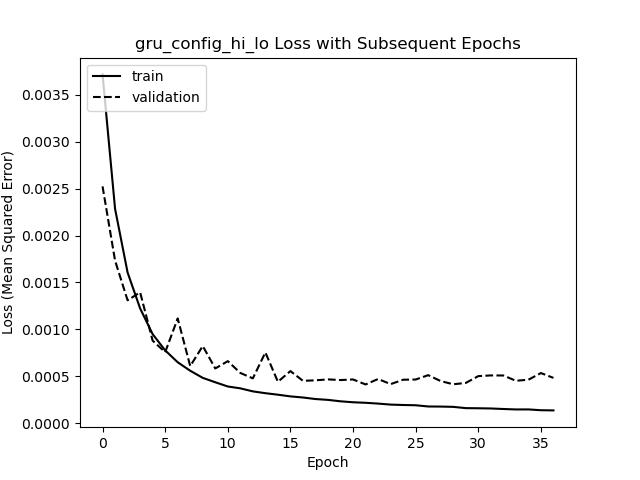 gru_config_hi_lo Loss with Subsequent Epochs
train
validation
Loss (Mean Squared Error)
0.0035
0.0030
0.0025
0.0020
0.0015
0.0010
0.0005
0.0000
0 5 10 15 20 25 30 35
Epoch